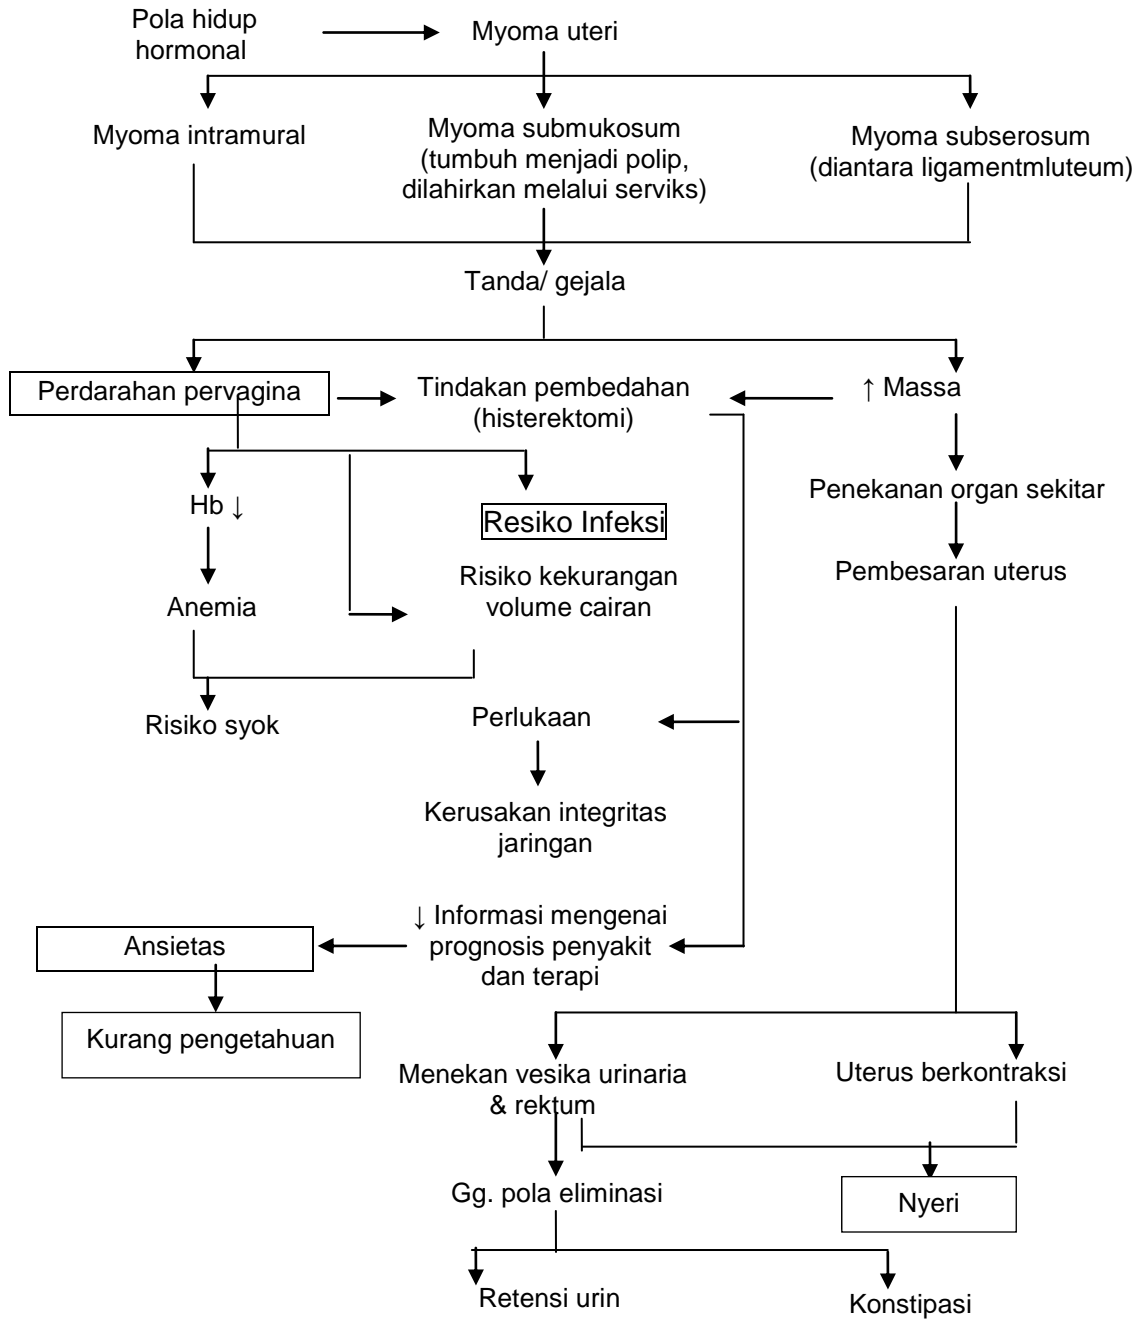 Pola hidup
hormonal
Myoma uteri
Myoma intramural
Myoma submukosum
(tumbuh menjadi polip,
dilahirkan melalui serviks)
Myoma subserosum
(diantara ligamentmluteum)
Tanda/ gejala
Perdarahan pervagina
Tindakan pembedahan
(histerektomi)
↑ Massa
Hb ↓
Resiko Infeksi
Penekanan organ sekitar
Anemia
Risiko kekurangan
volume cairan
Pembesaran uterus
Risiko syok
Perlukaan
Kerusakan integritas
jaringan
Ansietas
↓ Informasi mengenai
prognosis penyakit
dan terapi
Kurang pengetahuan
Menekan vesika urinaria
& rektum
Uterus berkontraksi
Gg. pola eliminasi
Nyeri
Retensi urin
Konstipasi